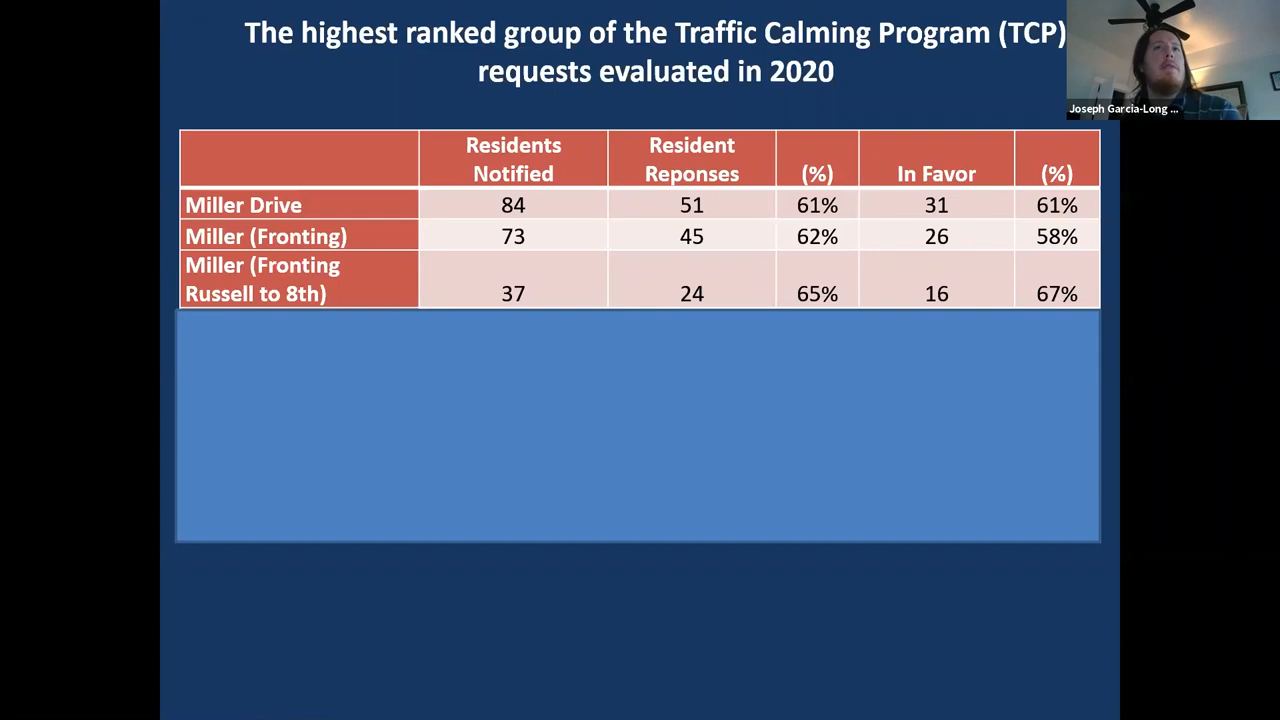 The highest ranked group of the Traffic Calming Program (TCP)
requests evaluated in 2020
Joseph Garcia-Long ...
Residents Notified Resident Reponses (%) In Favor (%)
Miller Drive 84 51 61% 31 61%
Miller (Fronting) 73 45 62% 26 58%
Miller (Fronting
Russell to 8th) 37 24 65% 16 67%